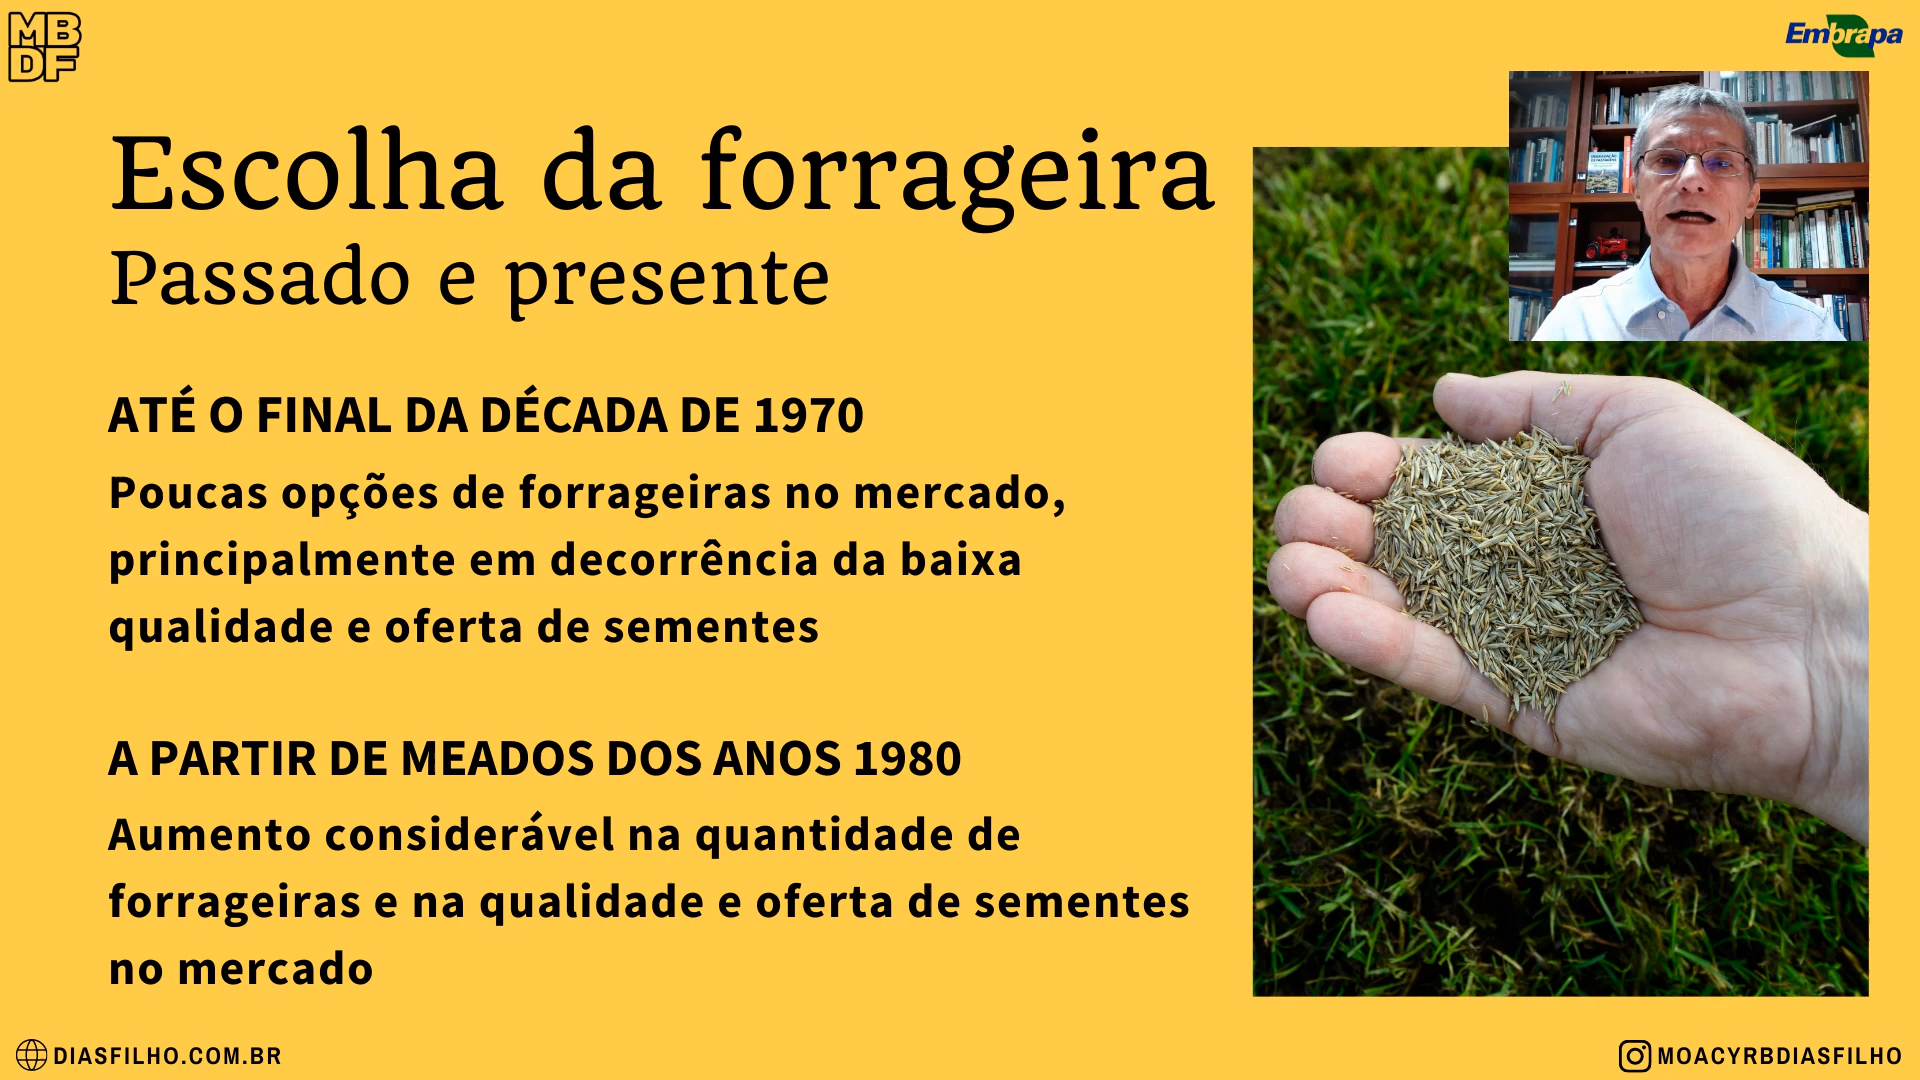 MB
DF
Embrapa
Escolha da forrageira
Passado e presente
ATÉ O FINAL DA DÉCADA DE 1970
Poucas opções de forrageiras no mercado,
principalmente em decorrência da baixa
qualidade e oferta de sementes
A PARTIR DE MEADOS DOS ANOS 1980
Aumento considerável na quantidade de
forrageiras e na qualidade e oferta de sementes
no mercado
DIASFILHO.COM.BR
MOACYRBDIASFILHO